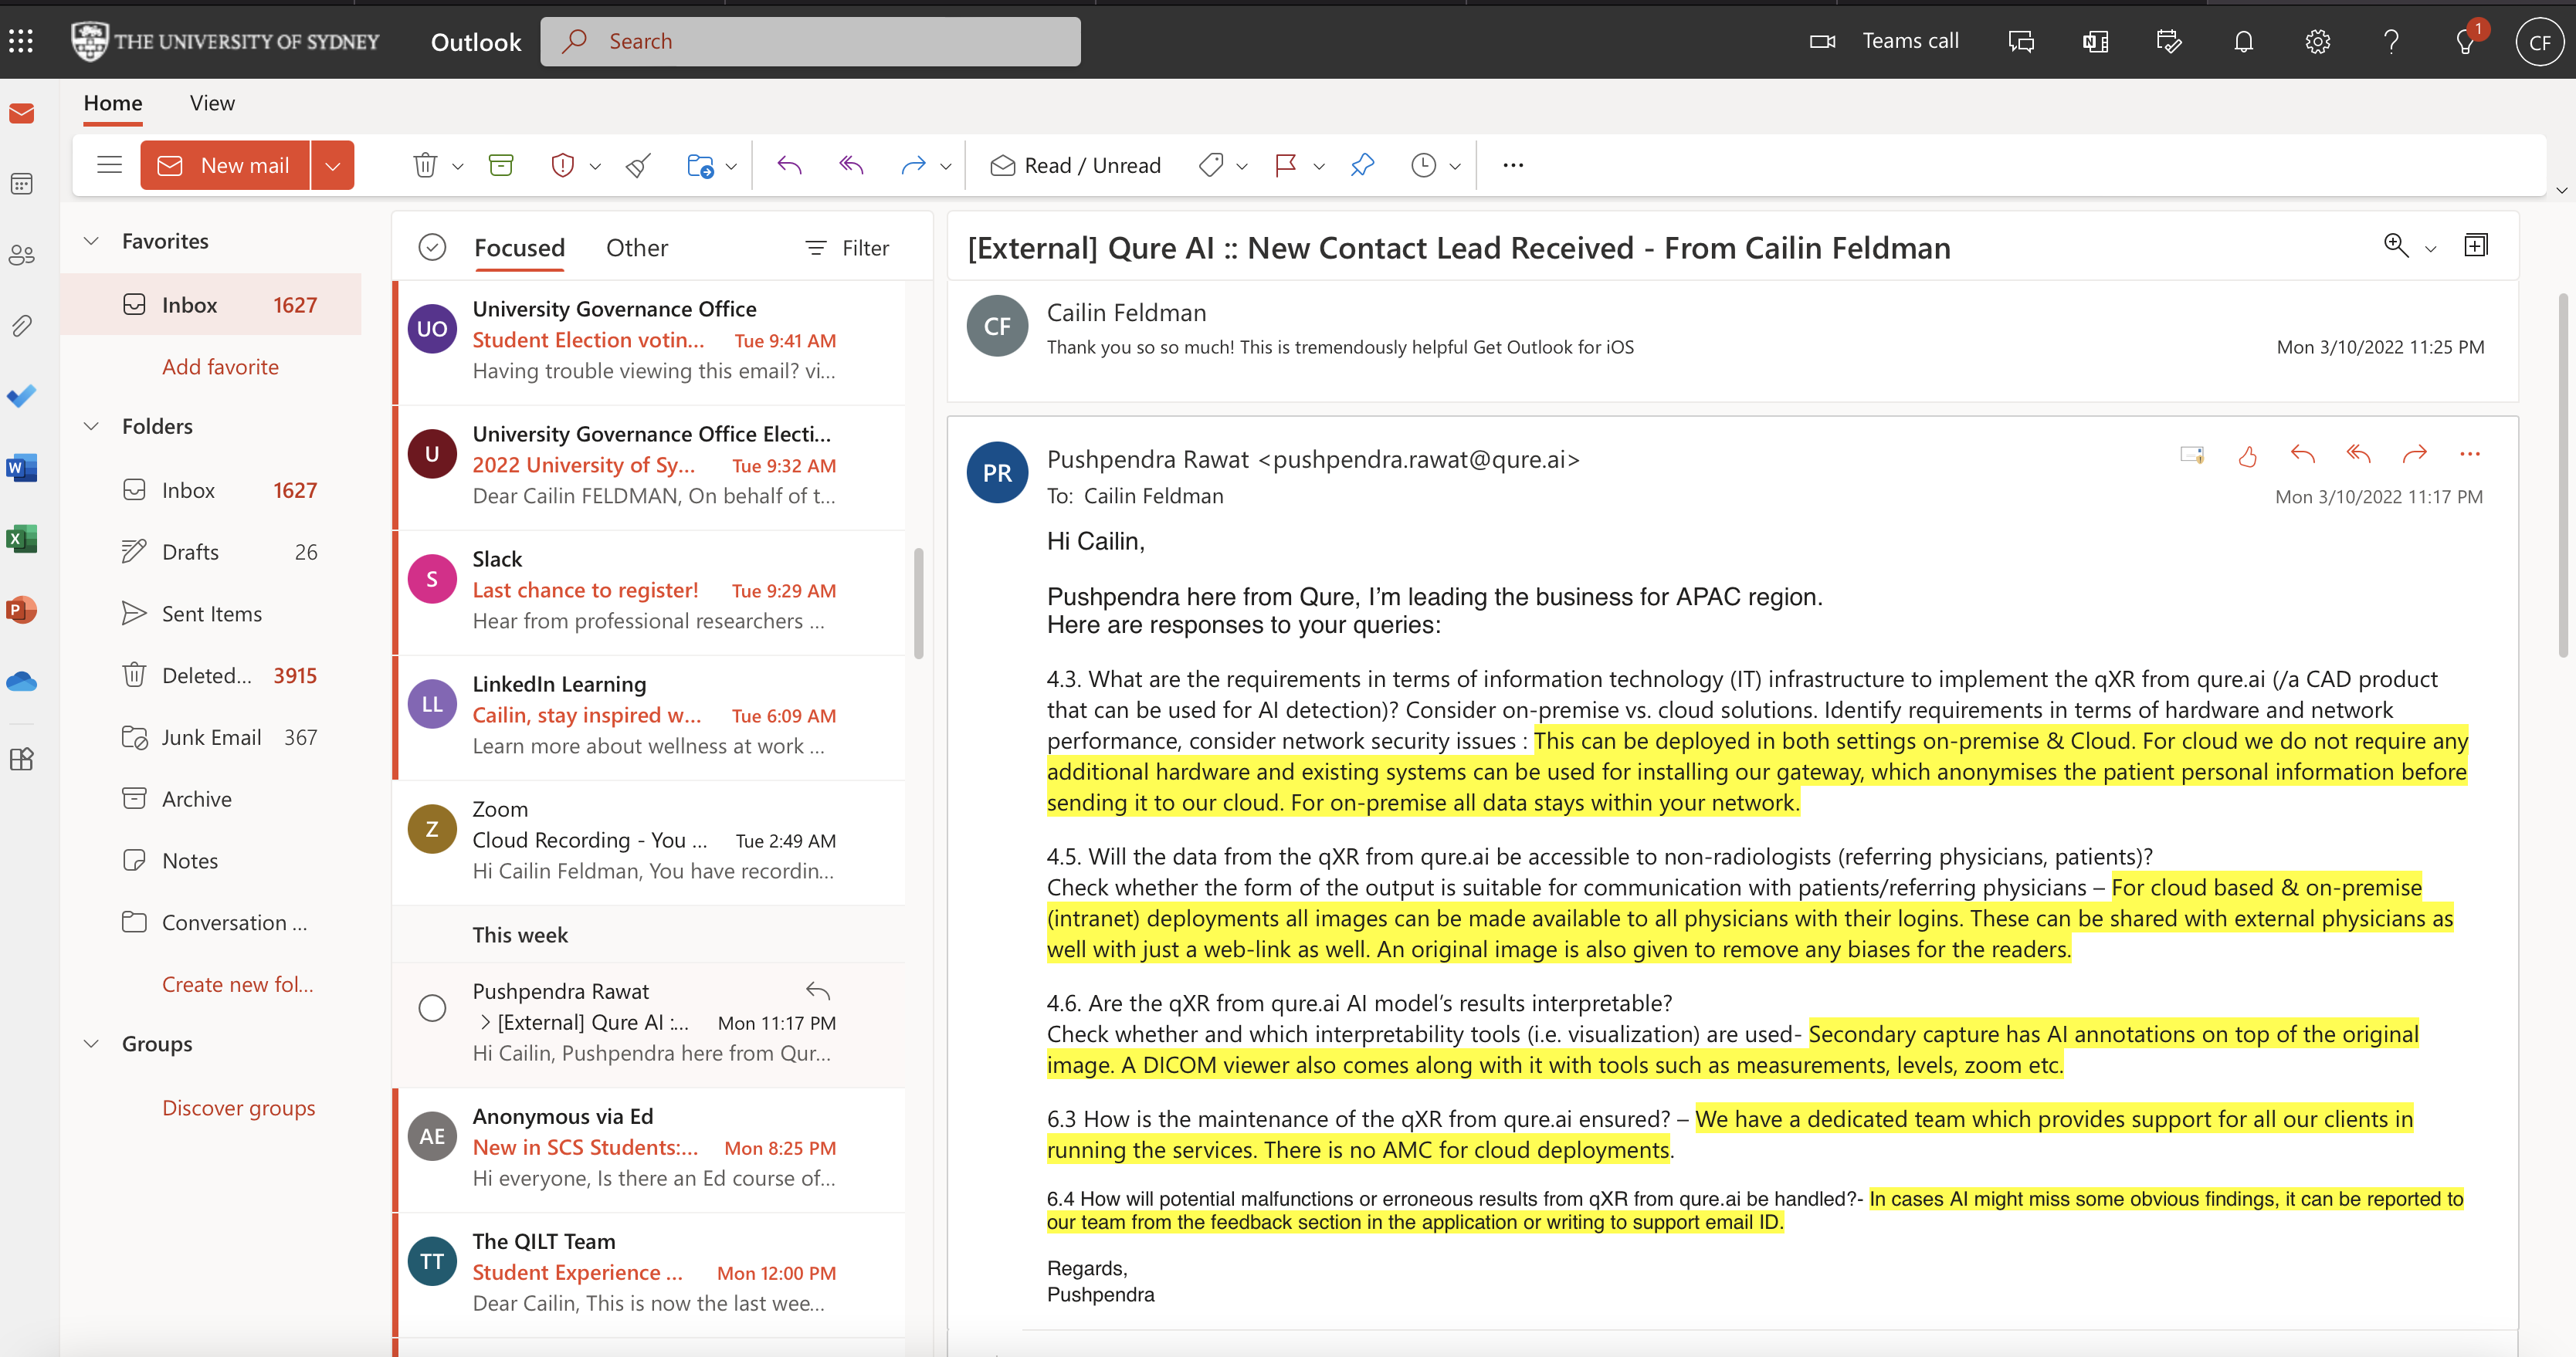 THE UNIVERSITY OF SYDNEY
Outlook
Search
Teams call
1
CF
Home
View
New mail
Read / Unread
Favorites
Inbox 1627
Add favorite
Folders
Inbox 1627
Drafts 26
Sent Items
Deleted... 3915
Junk Email 367
Archive
Notes
Conversation ...
Create new fol...
Groups
Discover groups
Focused
Other
Filter
UO
University Governance Office
Student Election votin... Tue 9:41 AM
Having trouble viewing this email? vi...
U
University Governance Office Electi...
2022 University of Sy... Tue 9:32 AM
Dear Cailin FELDMAN, On behalf of t...
S
Slack
Last chance to register! Tue 9:29 AM
Hear from professional researchers ...
LL
LinkedIn Learning
Cailin, stay inspired w... Tue 6:09 AM
Learn more about wellness at work ...
Z
Zoom
Cloud Recording - You ... Tue 2:49 AM
Hi Cailin Feldman, You have recordin...
This week
Pushpendra Rawat
[External] Qure AI :... Mon 11:17 PM
Hi Cailin, Pushpendra here from Qur...
AE
Anonymous via Ed
New in SCS Students:... Mon 8:25 PM
Hi everyone, Is there an Ed course of...
TT
The QILT Team
Student Experience ... Mon 12:00 PM
Dear Cailin, This is now the last wee...
[External] Qure AI :: New Contact Lead Received - From Cailin Feldman
CF
Cailin Feldman
Thank you so so much! This is tremendously helpful Get Outlook for iOS
Mon 3/10/2022 11:25 PM
PR
Pushpendra Rawat <pushpendra.rawat@qure.ai>
To: Cailin Feldman
Mon 3/10/2022 11:17 PM
Hi Cailin,
Pushpendra here from Qure, I’m leading the business for APAC region.
Here are responses to your queries:
4.3. What are the requirements in terms of information technology (IT) infrastructure to implement the qXR from qure.ai (/a CAD product
that can be used for AI detection)? Consider on-premise vs. cloud solutions. Identify requirements in terms of hardware and network
performance, consider network security issues : This can be deployed in both settings on-premise & Cloud. For cloud we do not require any
additional hardware and existing systems can be used for installing our gateway, which anonymises the patient personal information before
sending it to our cloud. For on-premise all data stays within your network.
4.5. Will the data from the qXR from qure.ai be accessible to non-radiologists (referring physicians, patients)?
Check whether the form of the output is suitable for communication with patients/referring physicians – For cloud based & on-premise
(intranet) deployments all images can be made available to all physicians with their logins. These can be shared with external physicians as
well with just a web-link as well. An original image is also given to remove any biases for the readers.
4.6. Are the qXR from qure.ai AI model’s results interpretable?
Check whether and which interpretability tools (i.e. visualization) are used- Secondary capture has AI annotations on top of the original
image. A DICOM viewer also comes along with it with tools such as measurements, levels, zoom etc.
6.3 How is the maintenance of the qXR from qure.ai ensured? – We have a dedicated team which provides support for all our clients in
running the services. There is no AMC for cloud deployments.
6.4 How will potential malfunctions or erroneous results from qXR from qure.ai be handled?- In cases AI might miss some obvious findings, it can be reported to
our team from the feedback section in the application or writing to support email ID.
Regards,
Pushpendra